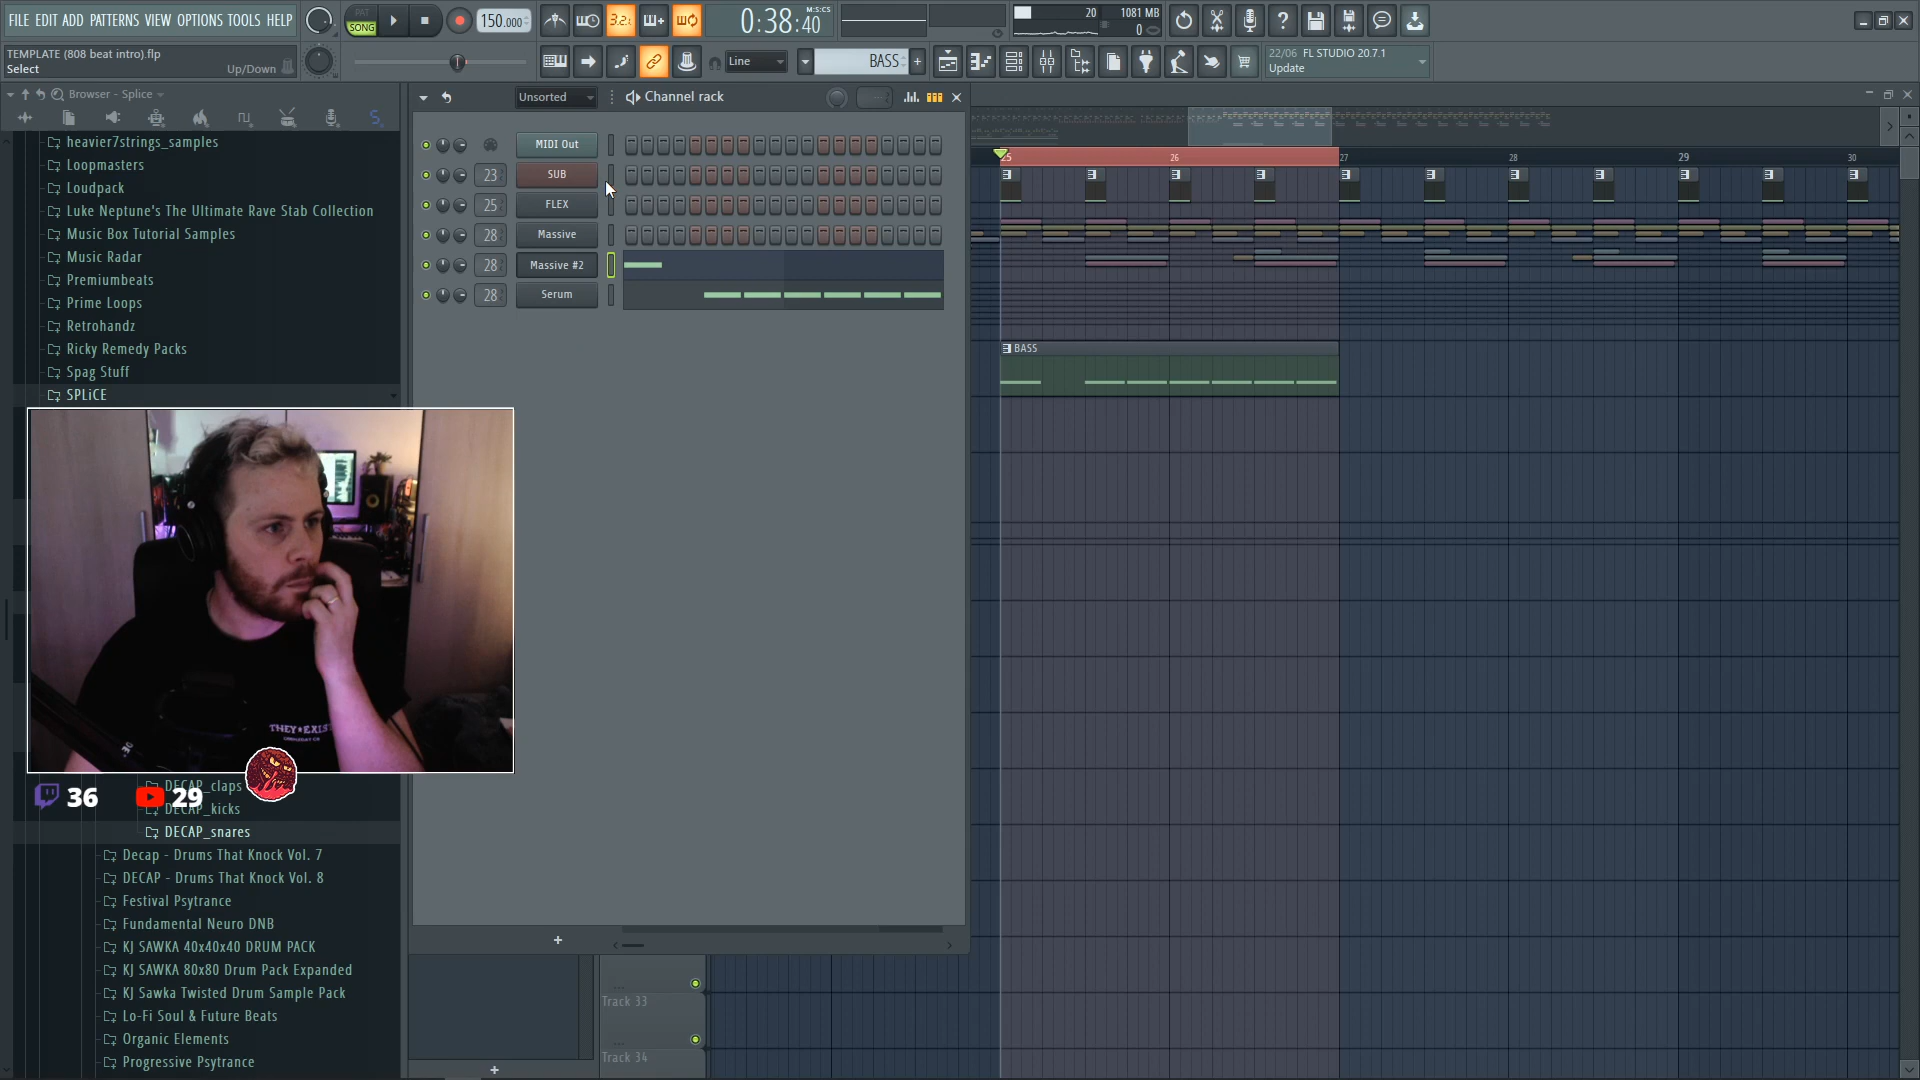 FILE EDIT ADD PATTERNS VIEW OPTIONS TOOLS HELP
PAT
SONG
150.000
3.2.
0:38:40
M:S:CS
20
1081 MB
0
TEMPLATE (808 beat intro).flp
Select
Up/Down
Line
BASS
22/06 FL STUDIO 20.7.1
Update
Browser - Splice
Unsorted
Channel rack
heavier7strings_samples
Loopmasters
Loudpack
Luke Neptune's The Ultimate Rave Stab Collection
Music Box Tutorial Samples
Music Radar
Premiumbeats
Prime Loops
Retrohandz
Ricky Remedy Packs
Spag Stuff
SPLiCE
MIDI Out
23
SUB
25
FLEX
28
Massive
28
Massive #2
28
Serum
25
26
27
28
29
30
BASS
THEY★EXIST
36
29
DECAP_claps
DECAP_kicks
DECAP_snares
Decap - Drums That Knock Vol. 7
DECAP - Drums That Knock Vol. 8
Festival Psytrance
Fundamental Neuro DNB
KJ SAWKA 40x40x40 DRUM PACK
KJ SAWKA 80x80 Drum Pack Expanded
KJ Sawka Twisted Drum Sample Pack
Lo-Fi Soul & Future Beats
Organic Elements
Progressive Psytrance
Track 33
Track 34